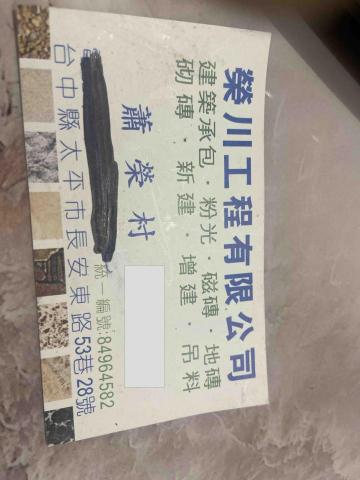 榮川工程有限公司
建築承包．粉光．磁磚．地磚
砌磚．新建．增建．吊料
蕭榮村
統一編號:84964582
台中縣太平市長安東路53巷28號